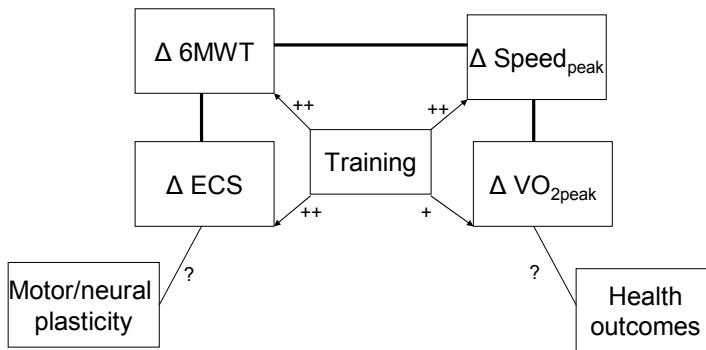 Δ 6MWT
Δ Speedpeak
++
++
Training
Δ ECS
Δ VO2peak
++
+
?
?
Motor/neural
plasticity
Health
outcomes